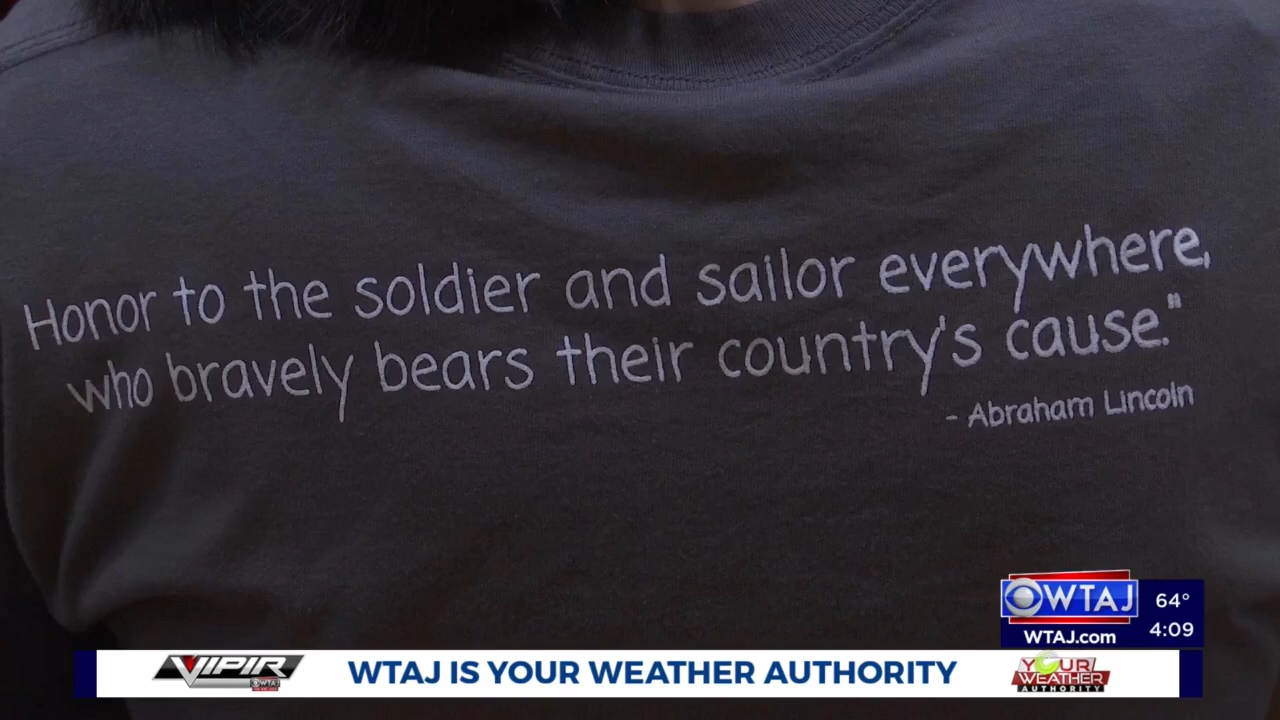 Honor to the soldier and sailor everywhere,
who bravely bears their country's cause."
- Abraham Lincoln
WTAJ
64°
WTAJ.com
4:09
VIPIR
WTAJ IS YOUR WEATHER AUTHORITY
YOUR
WEATHER
AUTHORITY